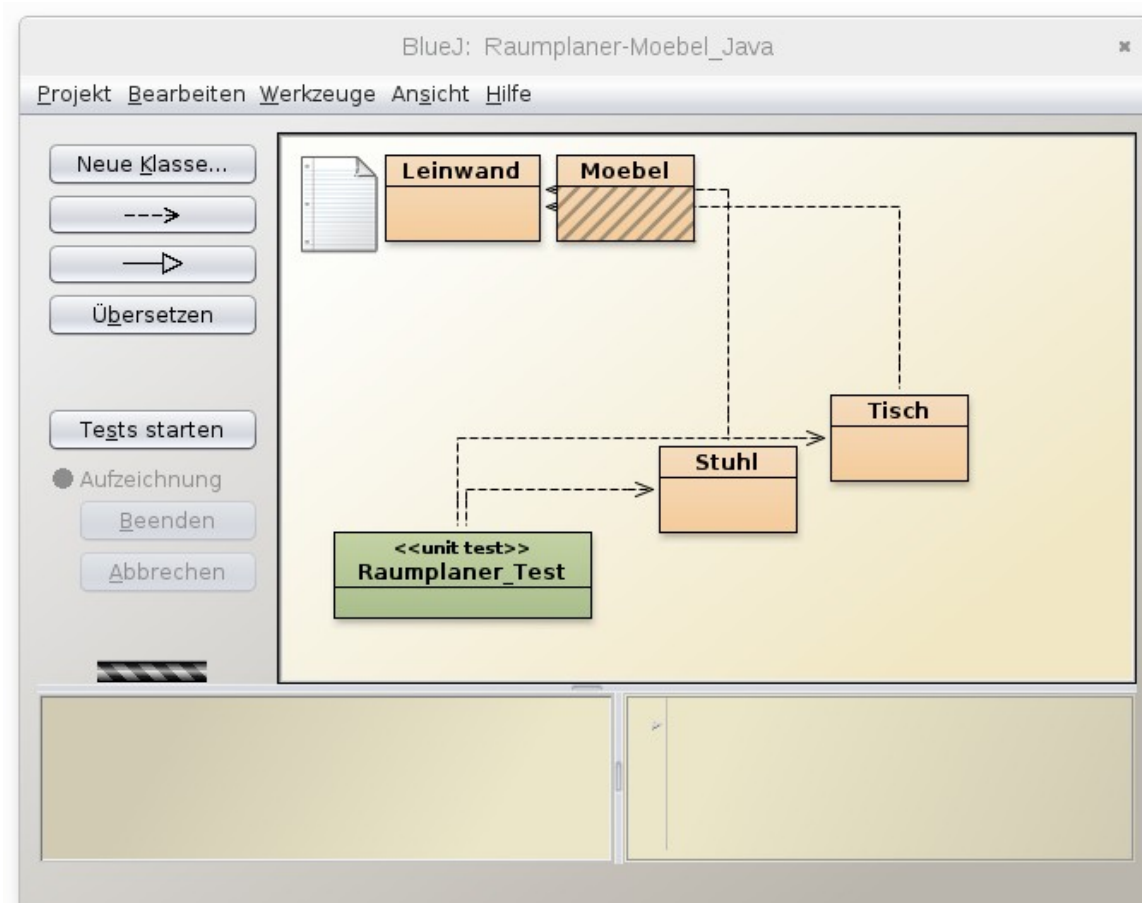 BlueJ: Raumplaner-Moebel_Java
Projekt Bearbeiten Werkzeuge Ansicht Hilfe
Neue Klasse...
Übersetzen
Tests starten
Aufzeichnung
Beenden
Abbrechen
Leinwand
Moebel
Tisch
Stuhl
<<unit test>>
Raumplaner_Test